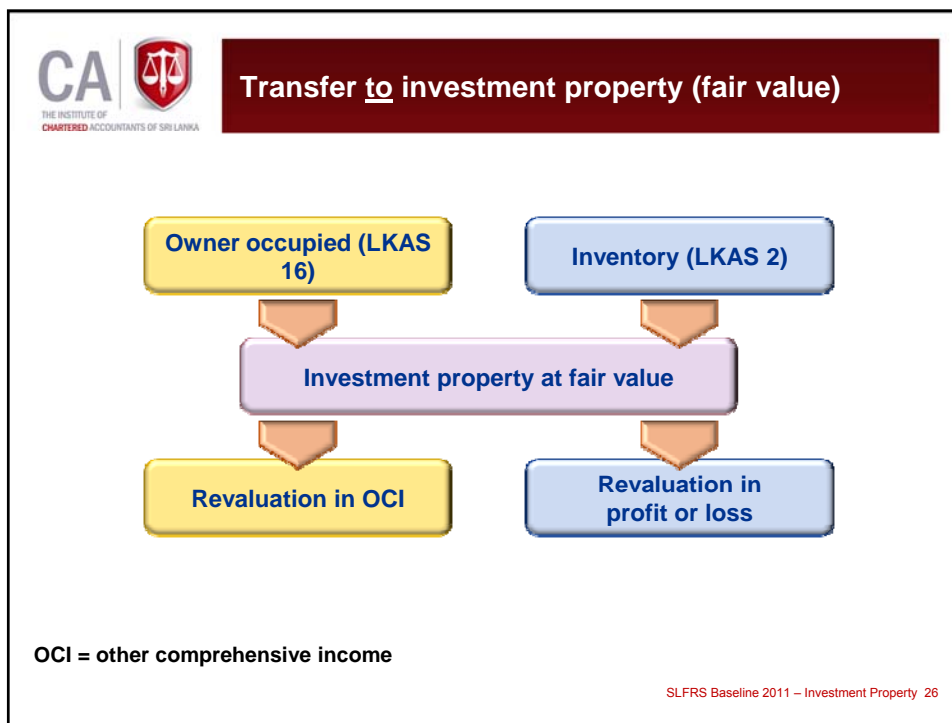 CA
THE INSTITUTE OF
CHARTERED ACCOUNTANTS OF SRI LANKA
Transfer to investment property (fair value)
Owner occupied (LKAS
16)
Inventory (LKAS 2)
Investment property at fair value
Revaluation in OCI
Revaluation in
profit or loss
OCI = other comprehensive income
SLFRS Baseline 2011 – Investment Property 26